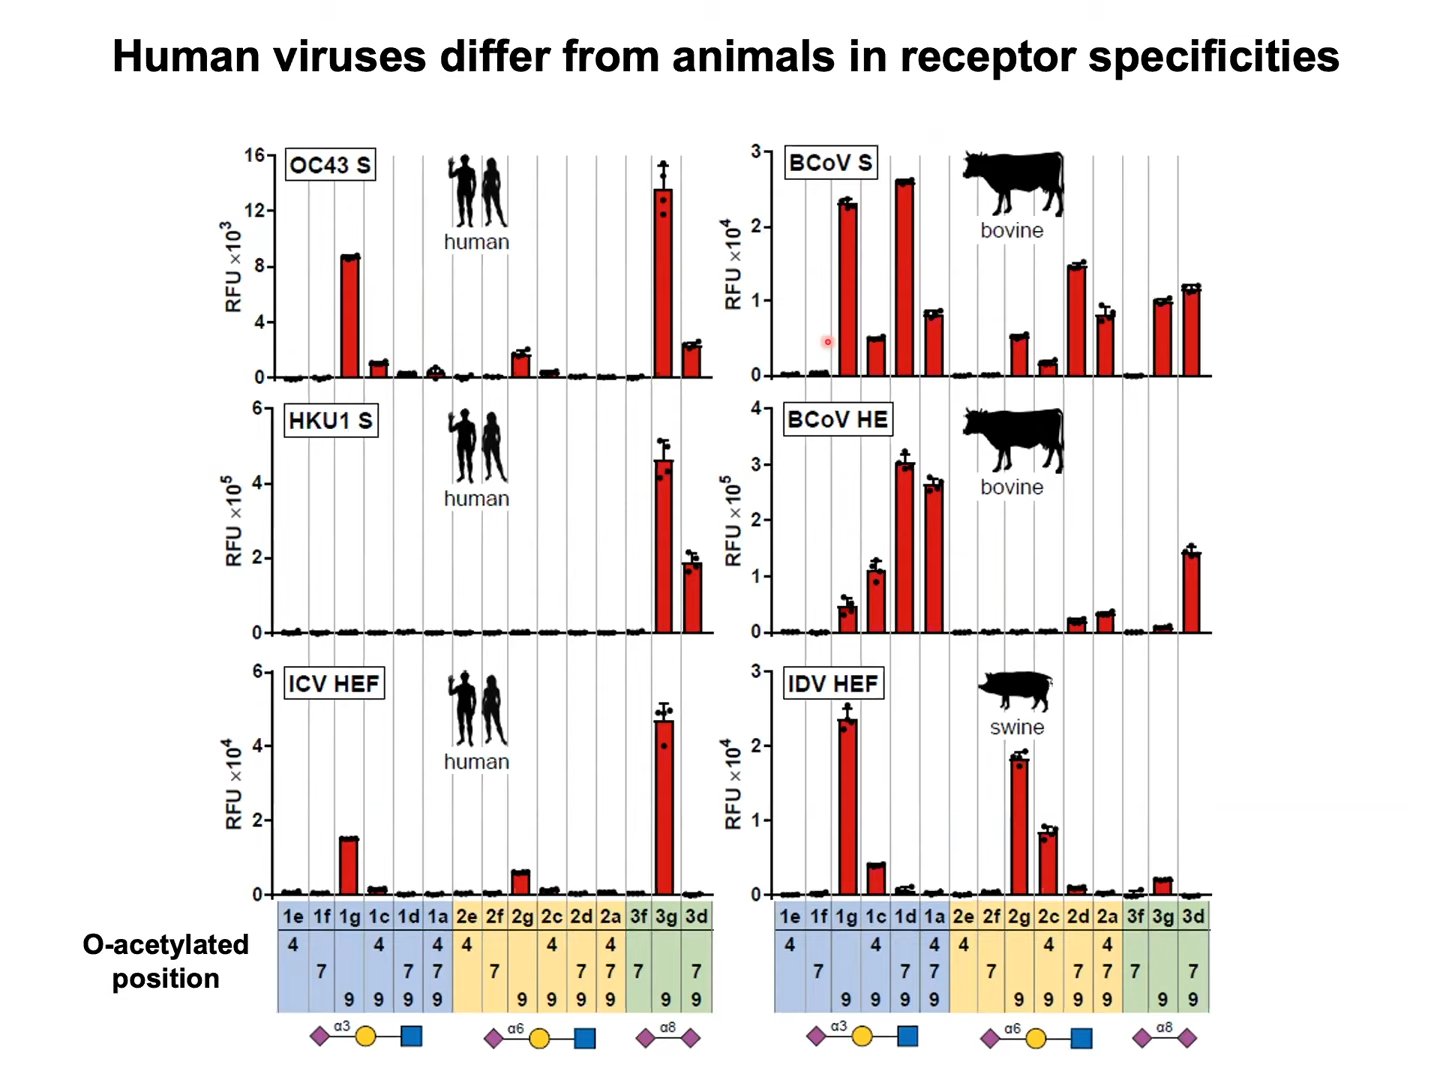 Human viruses differ from animals in receptor specificities
OC43 S
human
RFU ×10³
16
12
8
4
0
BCoV S
bovine
RFU ×10⁴
3
2
1
0
HKU1 S
human
RFU ×10⁵
6
4
2
0
BCoV HE
bovine
RFU ×10⁵
4
3
2
1
0
ICV HEF
human
RFU ×10⁴
6
4
2
0
IDV HEF
swine
RFU ×10⁴
3
2
1
0
1e 1f 1g 1c 1d 1a 2e 2f 2g 2c 2d 2a 3f 3g 3d
1e 1f 1g 1c 1d 1a 2e 2f 2g 2c 2d 2a 3f 3g 3d
O-acetylated
position
4 4 4 4 4 4
7 7 7 7 7 7 7 7
9 9 9 9 9 9 9 9 9 9
α3 α6 α8
4 4 4 4 4 4
7 7 7 7 7 7 7 7
9 9 9 9 9 9 9 9 9 9
α3 α6 α8